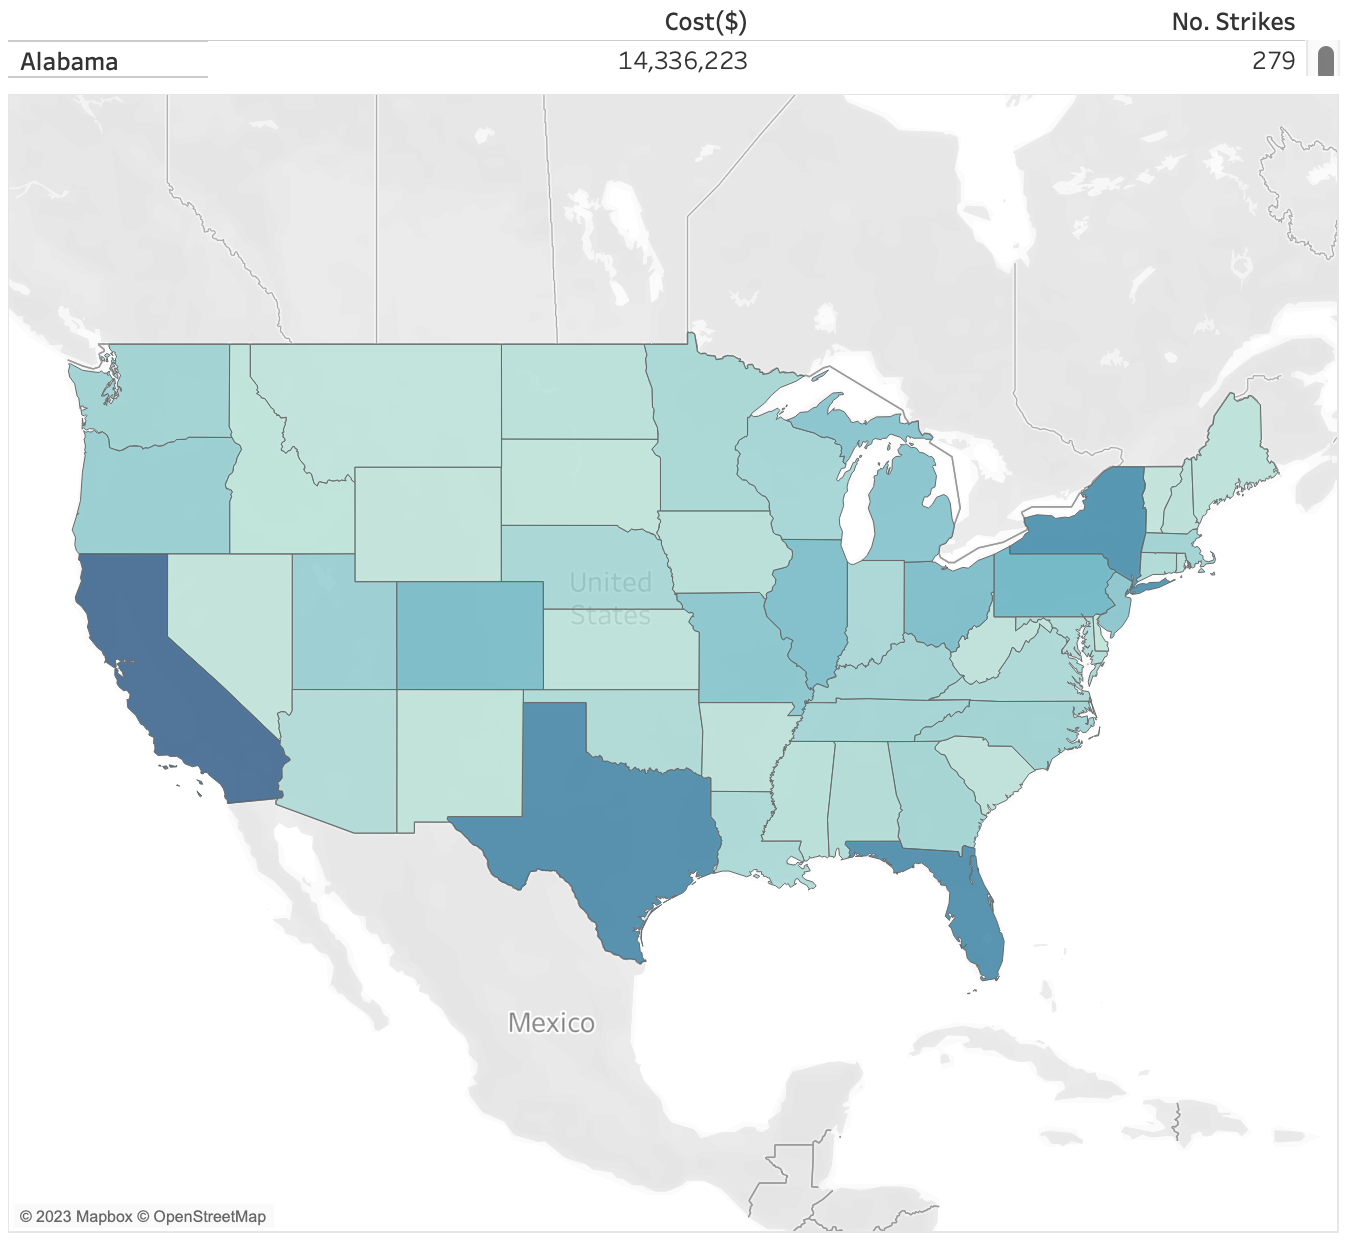 Cost($) No. Strikes
Alabama 14,336,223 279
United
States
Mexico
© 2023 Mapbox © OpenStreetMap